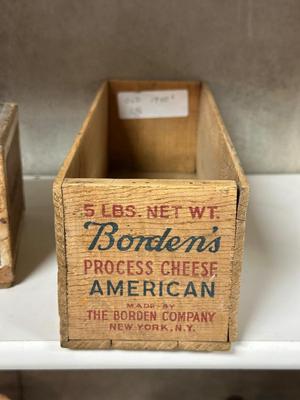 5 LBS. NET WT.
Borden's
PROCESS CHEESE
AMERICAN
MADE BY
THE BORDEN COMPANY
NEW YORK, N.Y.